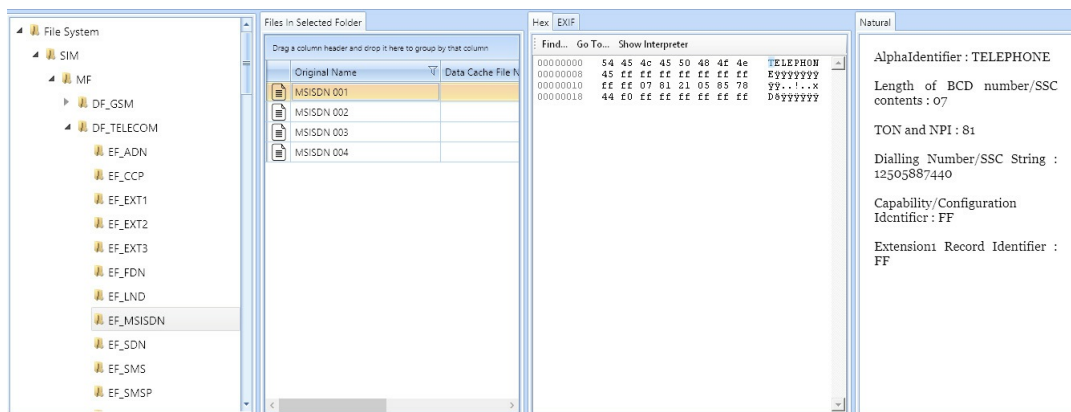 File System
SIM
MF
DF_GSM
DF_TELECOM
EF_ADN
EF_CCP
EF_EXT1
EF_EXT2
EF_EXT3
EF_FDN
EF_LND
EF_MSISDN
EF_SDN
EF_SMS
EF_SMSP
Files In Selected Folder
Drag a column header and drop it here to group by that column
Original Name Data Cache File N
MSISDN 001
MSISDN 002
MSISDN 003
MSISDN 004
Hex EXIF
Find... Go To... Show Interpreter
00000000 54 45 4c 45 50 48 4f 4e TELEPHON
00000008 45 ff ff ff ff ff ff ff Eÿÿÿÿÿÿÿ
00000010 ff ff 07 81 21 05 85 78 ÿÿ..!..x
00000018 44 f0 ff ff ff ff ff ff Dðÿÿÿÿÿÿ
Natural
AlphaIdentifier : TELEPHONE
Length of BCD number/SSC
contents : 07
TON and NPI : 81
Dialling Number/SSC String :
12505887440
Capability/Configuration
Identifier : FF
Extension1 Record Identifier :
FF